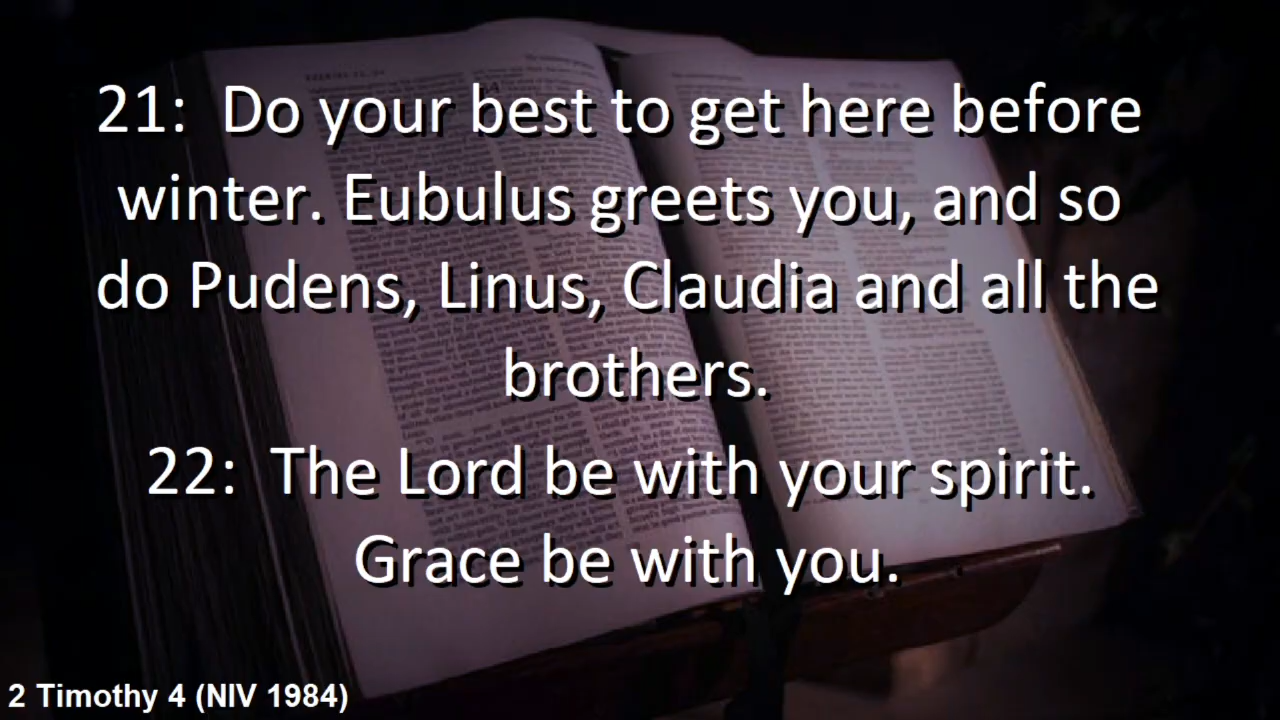 21:  Do your best to get here before
winter. Eubulus greets you, and so
do Pudens, Linus, Claudia and all the
brothers.
22:  The Lord be with your spirit.
Grace be with you.
2 Timothy 4 (NIV 1984)